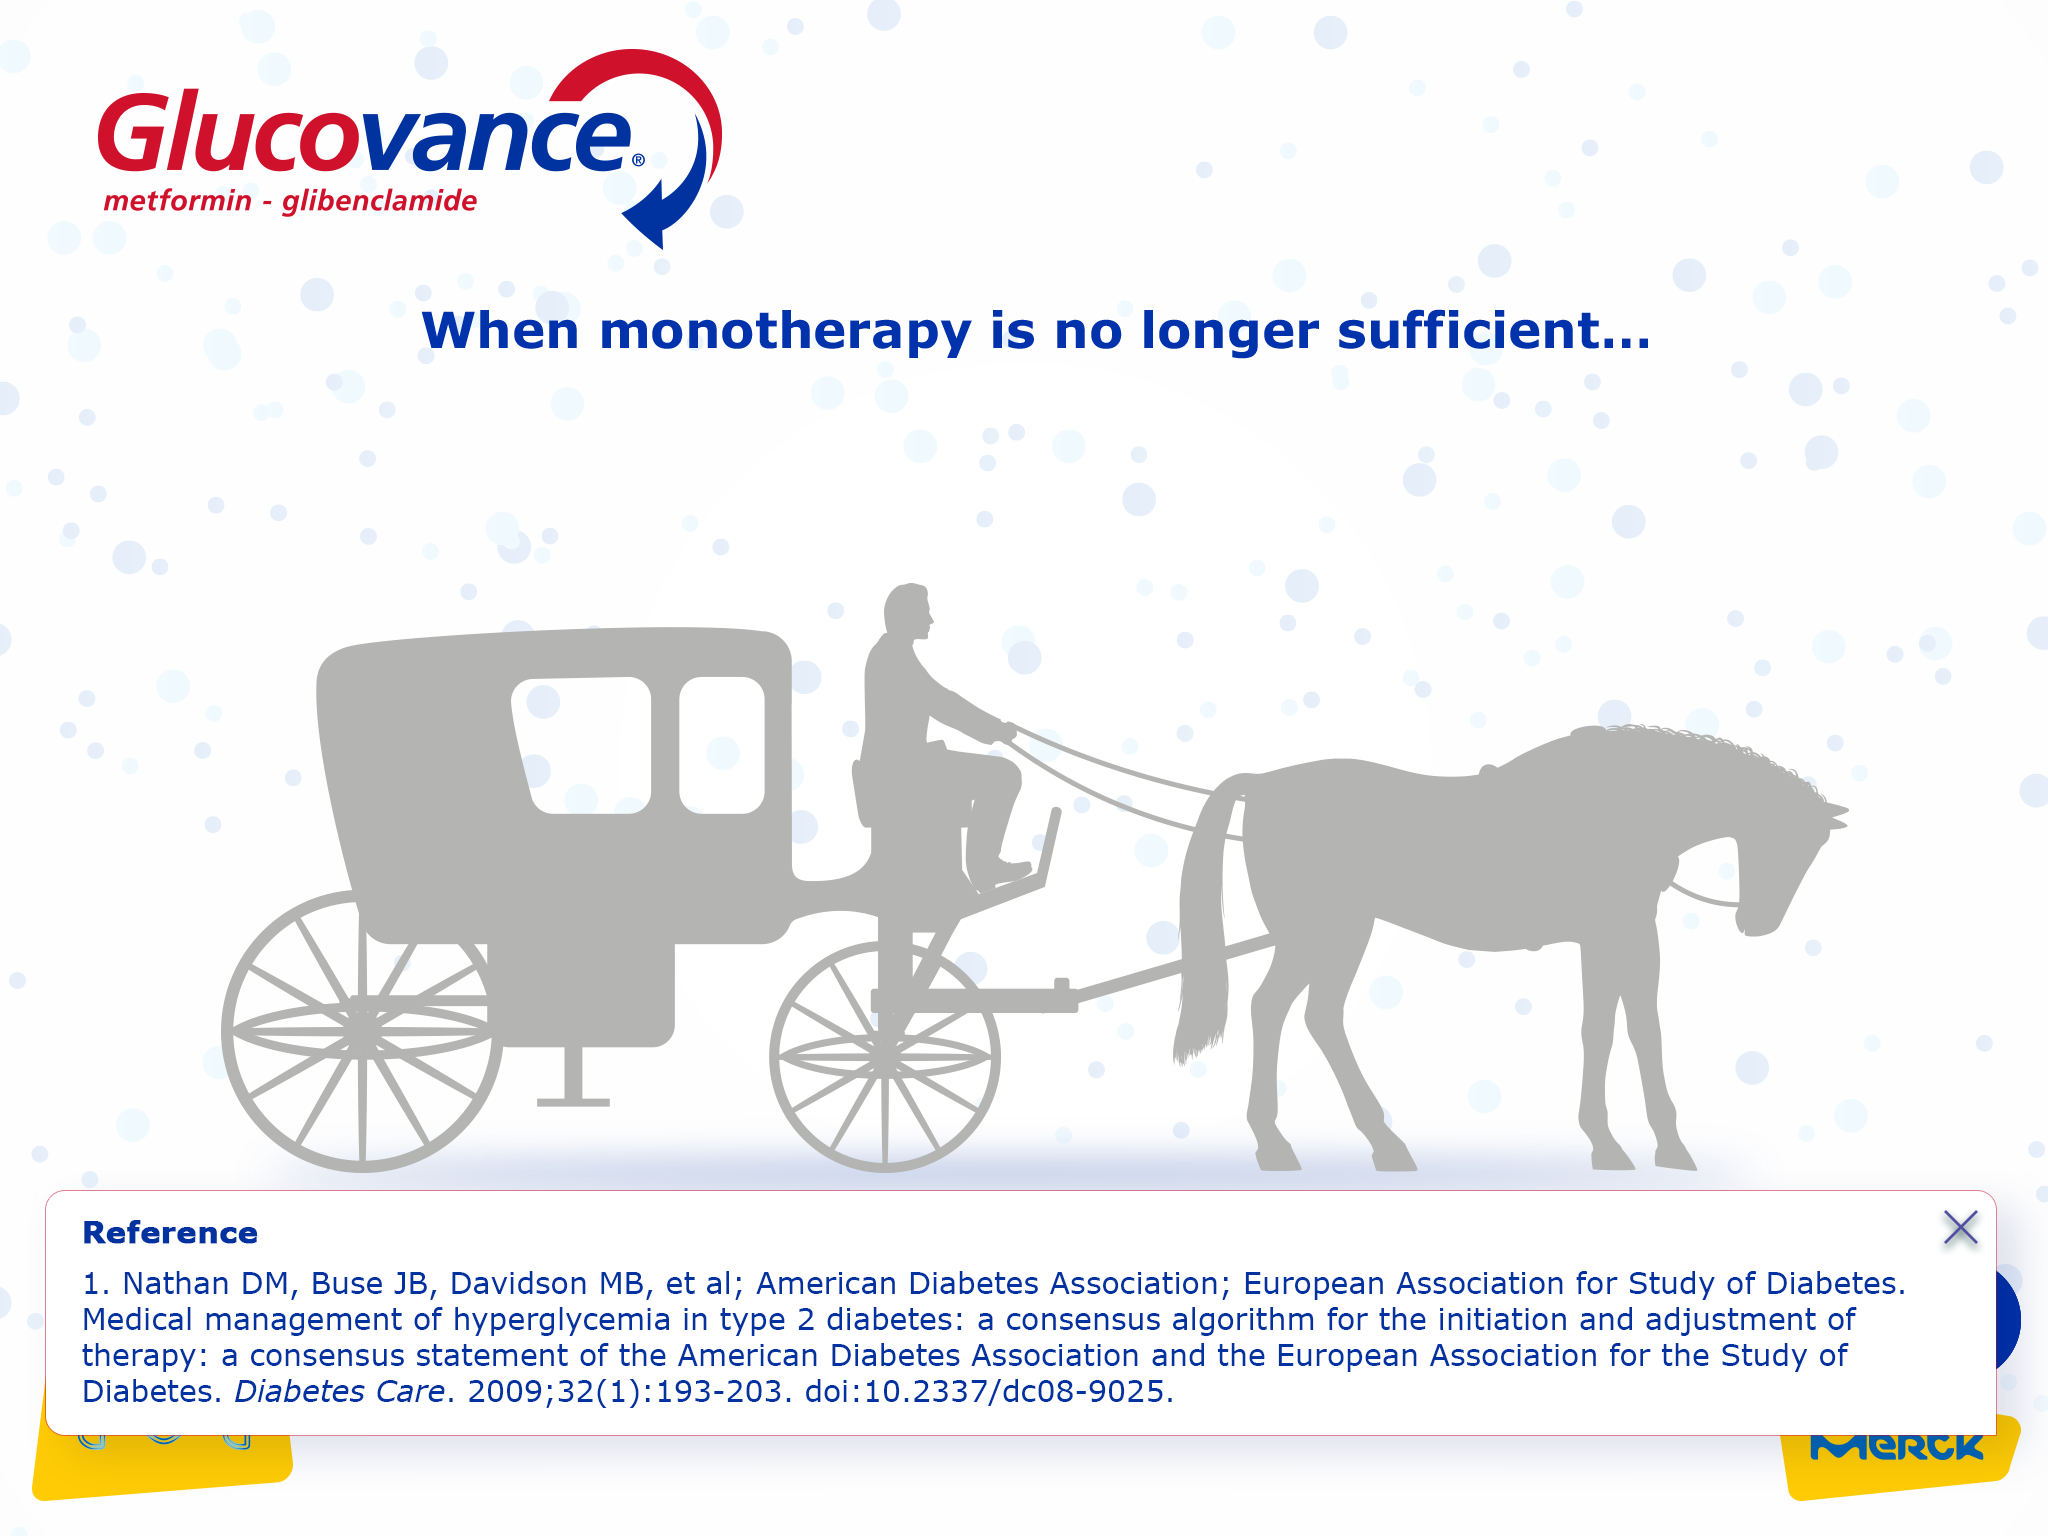 Glucovance®
metformin - glibenclamide
When monotherapy is no longer sufficient...
Reference
1. Nathan DM, Buse JB, Davidson MB, et al; American Diabetes Association; European Association for Study of Diabetes.
Medical management of hyperglycemia in type 2 diabetes: a consensus algorithm for the initiation and adjustment of
therapy: a consensus statement of the American Diabetes Association and the European Association for the Study of
Diabetes. Diabetes Care. 2009;32(1):193-203. doi:10.2337/dc08-9025.
Merck